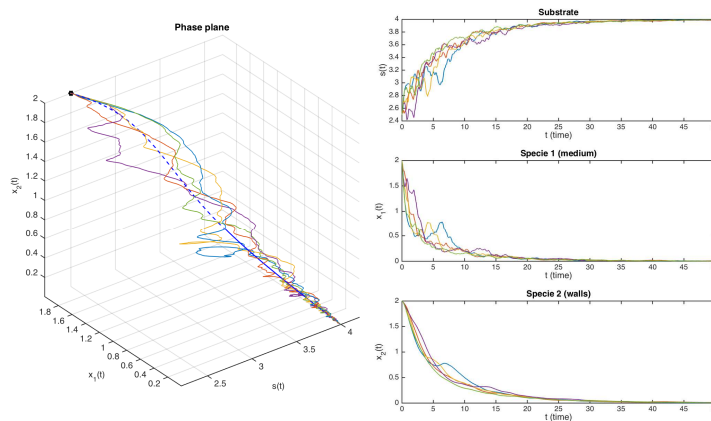 Phase plane
2
1.8
1.6
1.4
1.2
1
0.8
0.6
0.4
0.2
x2(t)
1.8
1.6
1.4
1.2
1
0.8
0.6
0.4
0.2
x1(t)
2.5
3
3.5
4
s(t)
Substrate
4
3.8
3.6
3.4
3.2
3
2.8
2.6
2.4
s(t)
0 5 10 15 20 25 30 35 40 45
t (time)
Specie 1 (medium)
2
1.5
1
0.5
0
x1(t)
0 5 10 15 20 25 30 35 40 45
t (time)
Specie 2 (walls)
2
1.5
1
0.5
0
x2(t)
0 5 10 15 20 25 30 35 40 45
t (time)